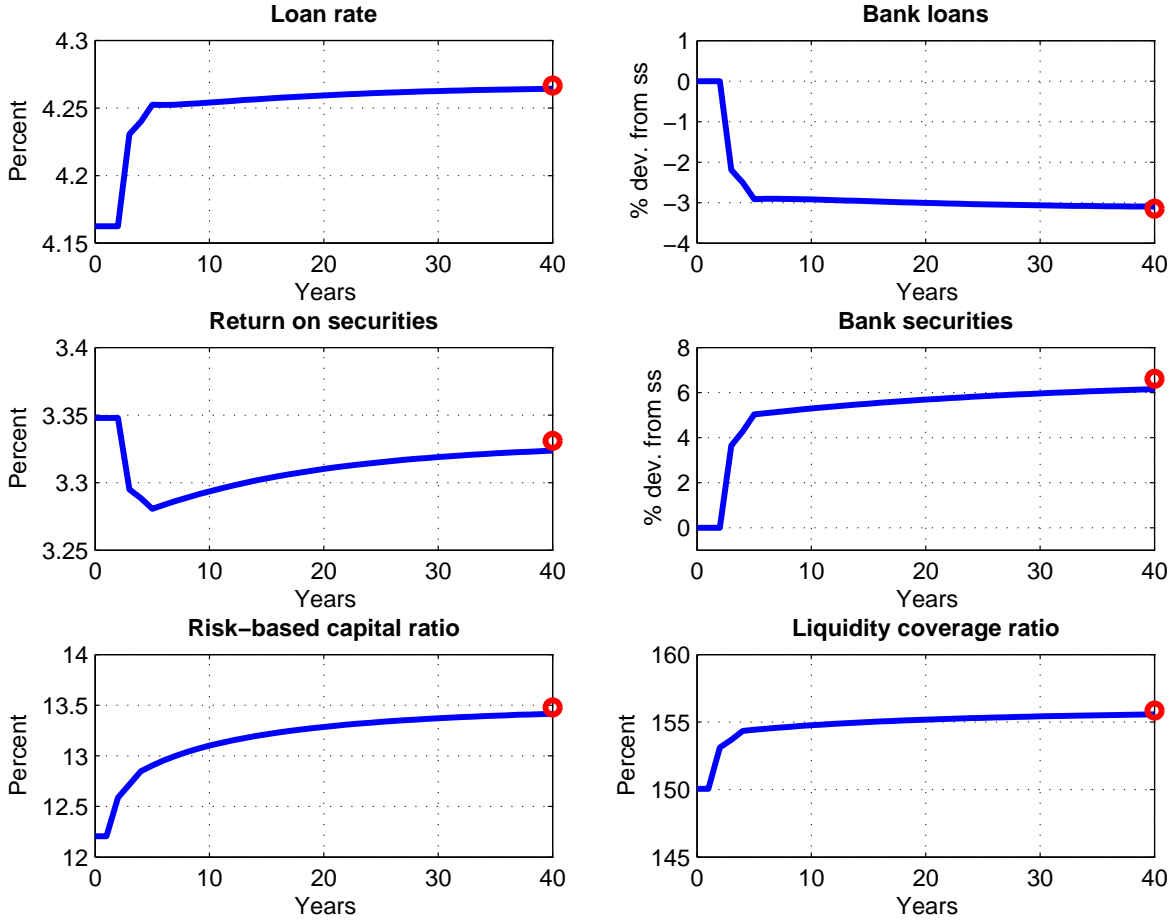 Loan rate
Percent
4.3
4.25
4.2
4.15
0 10 20 30 40
Years
Bank loans
% dev. from ss
1
0
−1
−2
−3
−4
0 10 20 30 40
Years
Return on securities
Percent
3.4
3.35
3.3
3.25
0 10 20 30 40
Years
Bank securities
% dev. from ss
8
6
4
2
0
0 10 20 30 40
Years
Risk−based capital ratio
Percent
14
13.5
13
12.5
12
0 10 20 30 40
Years
Liquidity coverage ratio
Percent
160
155
150
145
0 10 20 30 40
Years